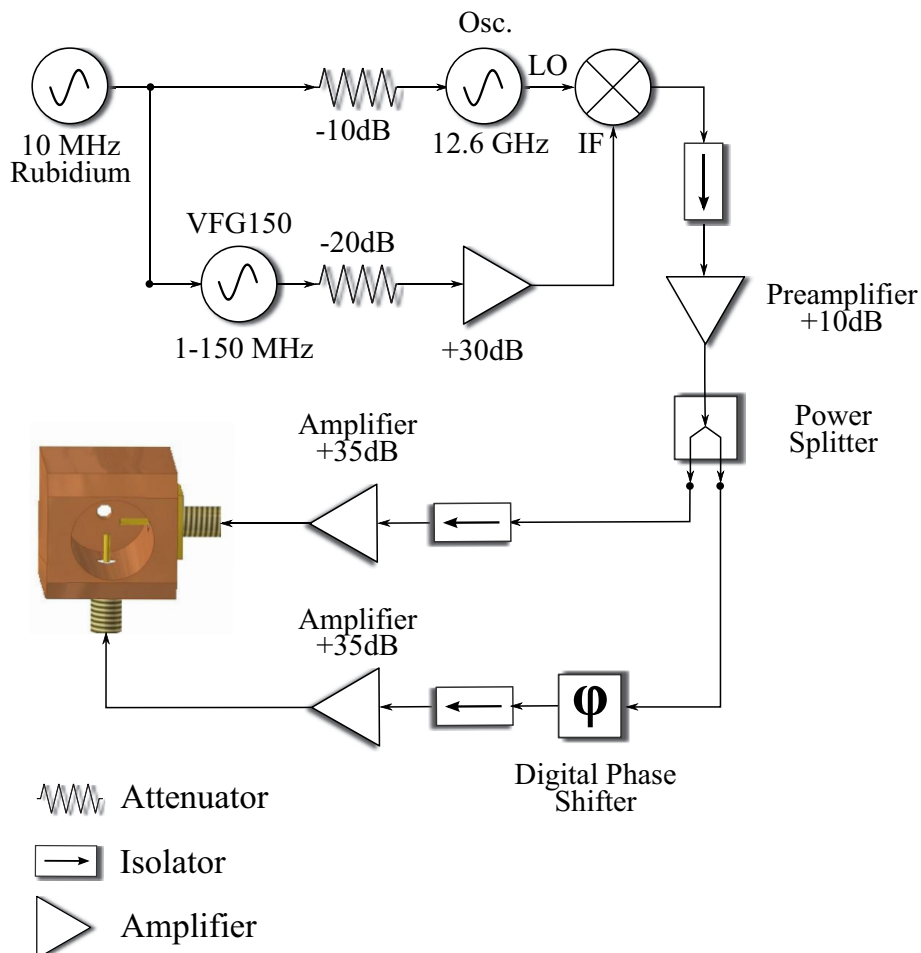 Osc.
LO
-10dB
12.6 GHz
IF
10 MHz
Rubidium
VFG150
-20dB
1-150 MHz
+30dB
Preamplifier
+10dB
Power
Splitter
Amplifier
+35dB
Amplifier
+35dB
φ
Digital Phase
Shifter
Attenuator
Isolator
Amplifier